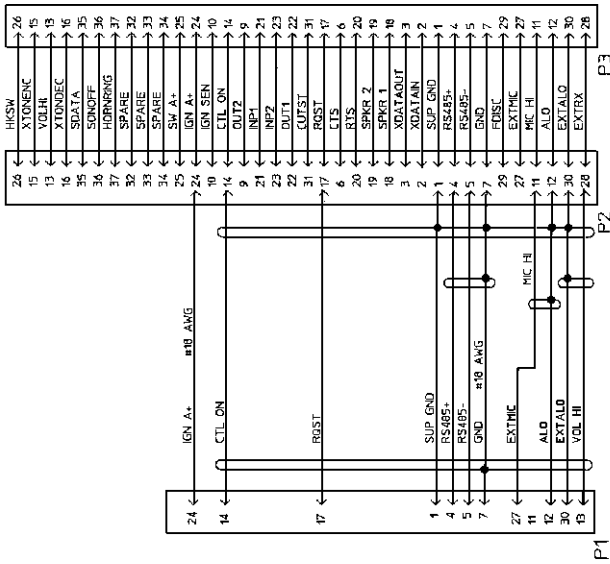 26 HKSW 26
15 XTONENC 15
13 VOLHI 13
16 XTONDEC 16
35 SDATA 35
36 SONOFF 36
37 HORNRING 37
32 SPARE 32
33 SPARE 33
34 SPARE 34
25 SW A+ 25
24 IGN A+ #18 AWG 24 IGN A+ 24
10 IGN SEN 10
14 CTL ON 14 CTL ON 14
9 OUT2 9
21 INP1 21
23 INP2 23
22 OUT1 22
31 CUTST 31
17 RQST 17 RQST 17
6 CTS 6
20 RTS 20
19 SPKR 2 19
18 SPKR 1 18
3 XDATAOUT 3
2 XDATAIN 2
1 SUP GND 1 SUP GND 1
4 RS485+ 4 RS485+ 4
5 RS485- 5 RS485- 5
7 GND #18 AWG 7 GND 7
29 FDISC 29
27 EXTMIC 27 EXTMIC 27
11 MIC HI 11 MIC HI 11
12 ALO 12 ALO 12
30 EXTALO 30 EXTALO 30
13 VOL HI 28 EXTRX 28
P1 P2 P3